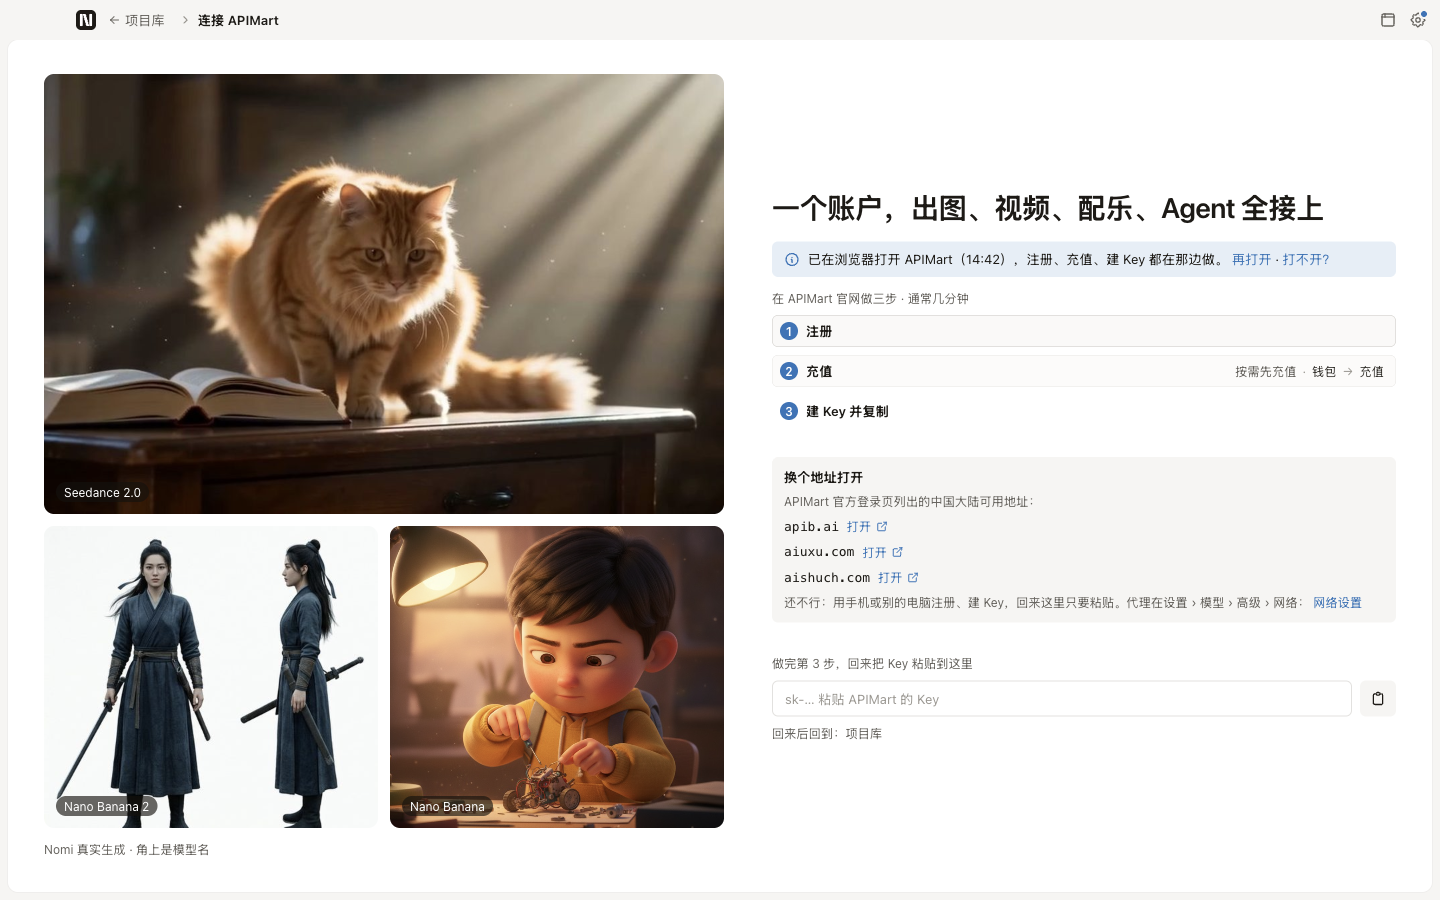 项目库
连接 APIMart
Seedance 2.0
Nano Banana 2
Nano Banana
Nomi 真实生成 · 角上是模型名
一个账户，出图、视频、配乐、Agent 全接上
已在浏览器打开 APIMart（14:42），注册、充值、建 Key 都在那边做。 再打开 · 打不开？
在 APIMart 官网做三步 · 通常几分钟
1 注册
2 充值 按需先充值 · 钱包 → 充值
3 建 Key 并复制
换个地址打开
APIMart 官方登录页列出的中国大陆可用地址：
apib.ai 打开
aiuxu.com 打开
aishuch.com 打开
还不行：用手机或别的电脑注册、建 Key，回来这里只要粘贴。代理在设置 › 模型 › 高级 › 网络： 网络设置
做完第 3 步，回来把 Key 粘贴到这里
sk-... 粘贴 APIMart 的 Key
回来后回到：项目库